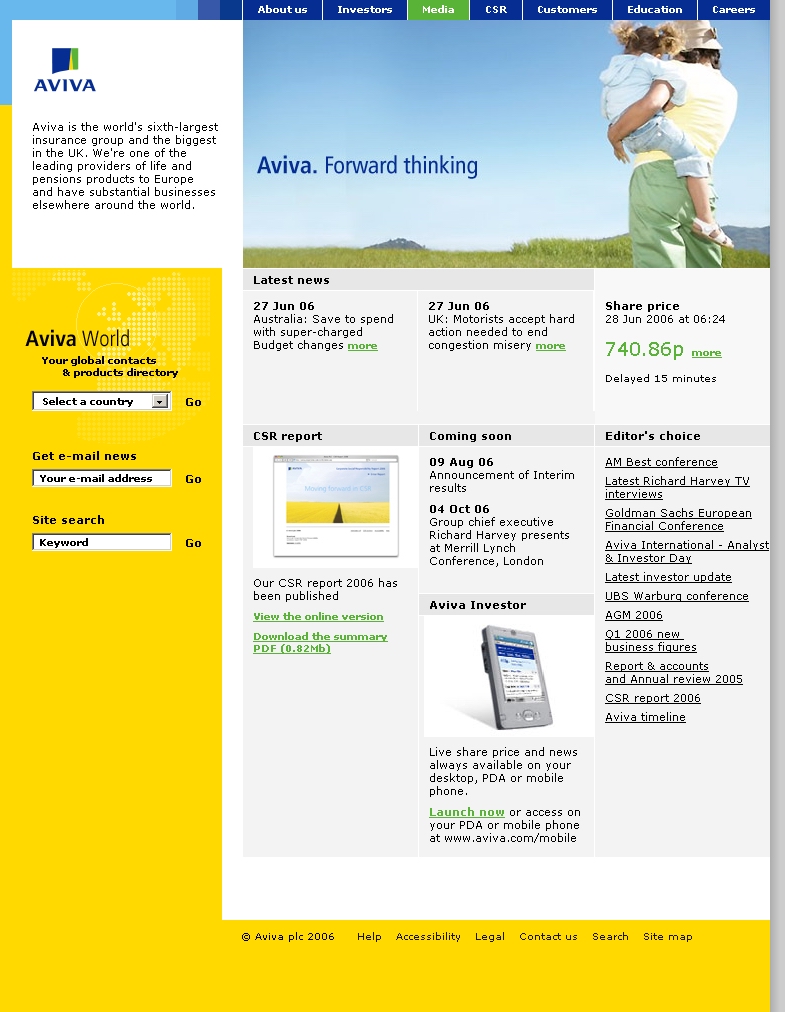 About us
Investors
Media
CSR
Customers
Education
Careers
AVIVA
Aviva is the world's sixth-largest
insurance group and the biggest
in the UK. We're one of the
leading providers of life and
pensions products to Europe
and have substantial businesses
elsewhere around the world.
Aviva. Forward thinking
Aviva World
Your global contacts
& products directory
Select a country
Go
Get e-mail news
Your e-mail address
Go
Site search
Keyword
Go
Latest news
27 Jun 06
Australia: Save to spend
with super-charged
Budget changes more
27 Jun 06
UK: Motorists accept hard
action needed to end
congestion misery more
Share price
28 Jun 2006 at 06:24
740.86p more
Delayed 15 minutes
CSR report
Moving forward in CSR
Our CSR report 2006 has
been published
View the online version
Download the summary
PDF (0.82Mb)
Coming soon
09 Aug 06
Announcement of Interim
results
04 Oct 06
Group chief executive
Richard Harvey presents
at Merrill Lynch
Conference, London
Aviva Investor
Live share price and news
always available on your
desktop, PDA or mobile
phone.
Launch now or access on
your PDA or mobile phone
at www.aviva.com/mobile
Editor's choice
AM Best conference
Latest Richard Harvey TV
interviews
Goldman Sachs European
Financial Conference
Aviva International - Analyst
& Investor Day
Latest investor update
UBS Warburg conference
AGM 2006
Q1 2006 new
business figures
Report & accounts
and Annual review 2005
CSR report 2006
Aviva timeline
© Aviva plc 2006
Help
Accessibility
Legal
Contact us
Search
Site map